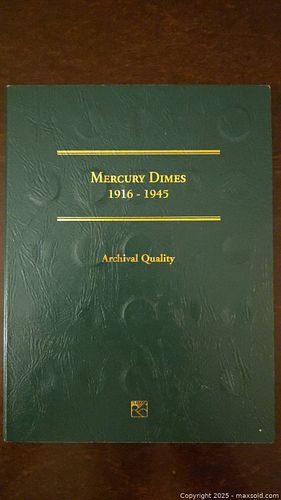 MERCURY DIMES
1916 - 1945
Archival Quality
Copyright 2025 - maxsold.com